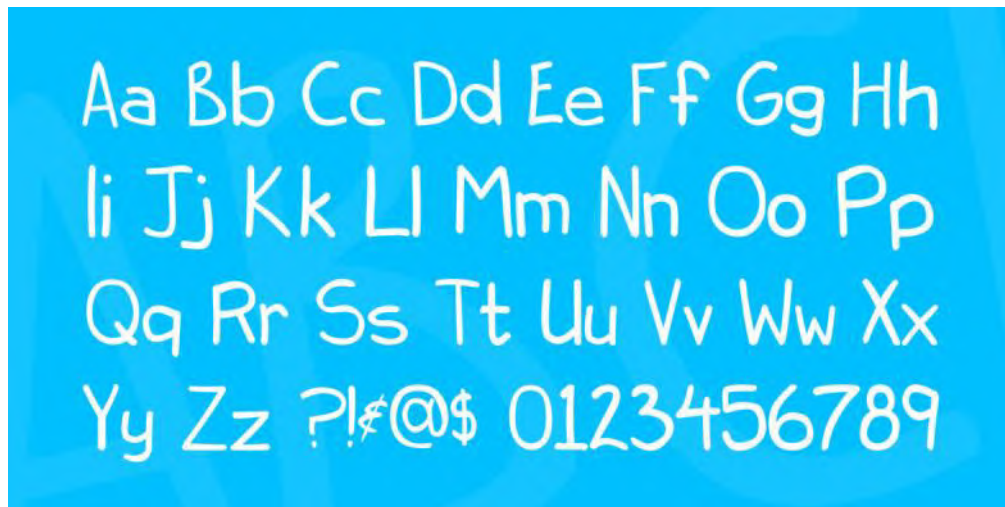 Aa Bb Cc Dd Ee Ff Gg Hh
Ii Jj Kk Ll Mm Nn Oo Pp
Qq Rr Ss Tt Uu Vv Ww Xx
Yy Zz ?!¢@$ 0123456789